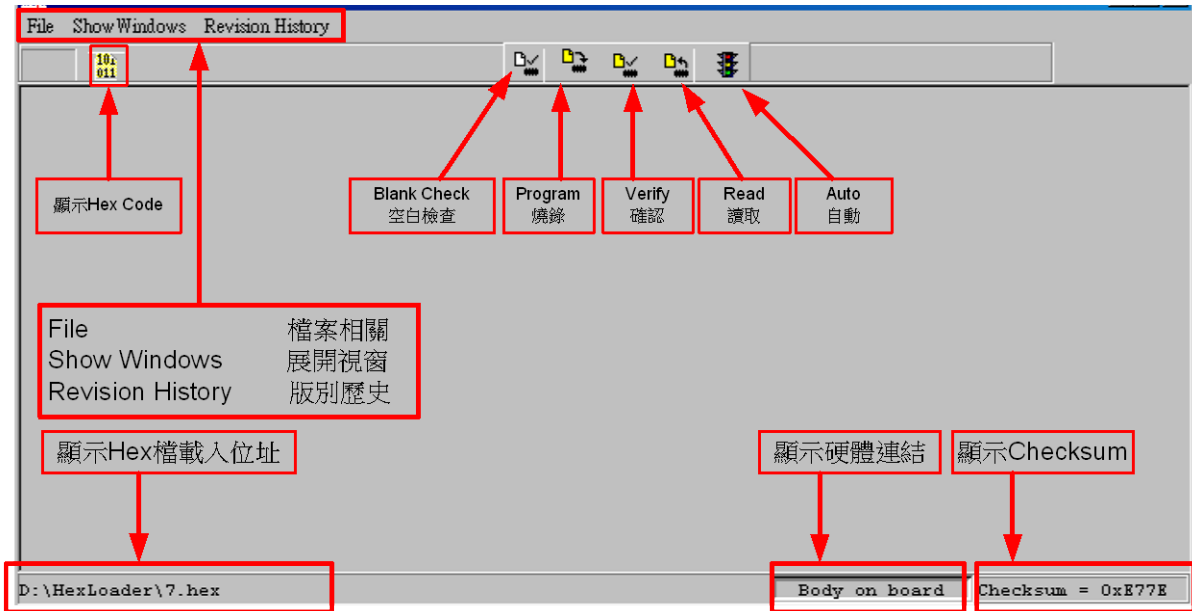 File Show Windows Revision History
101
011
顯示Hex Code
Blank Check
空白檢查
Program
燒錄
Verify
確認
Read
讀取
Auto
自動
File 檔案相關
Show Windows 展開視窗
Revision History 版別歷史
顯示Hex檔載入位址
顯示硬體連結
顯示Checksum
D:\HexLoader\7.hex
Body on board
Checksum = 0xE77E